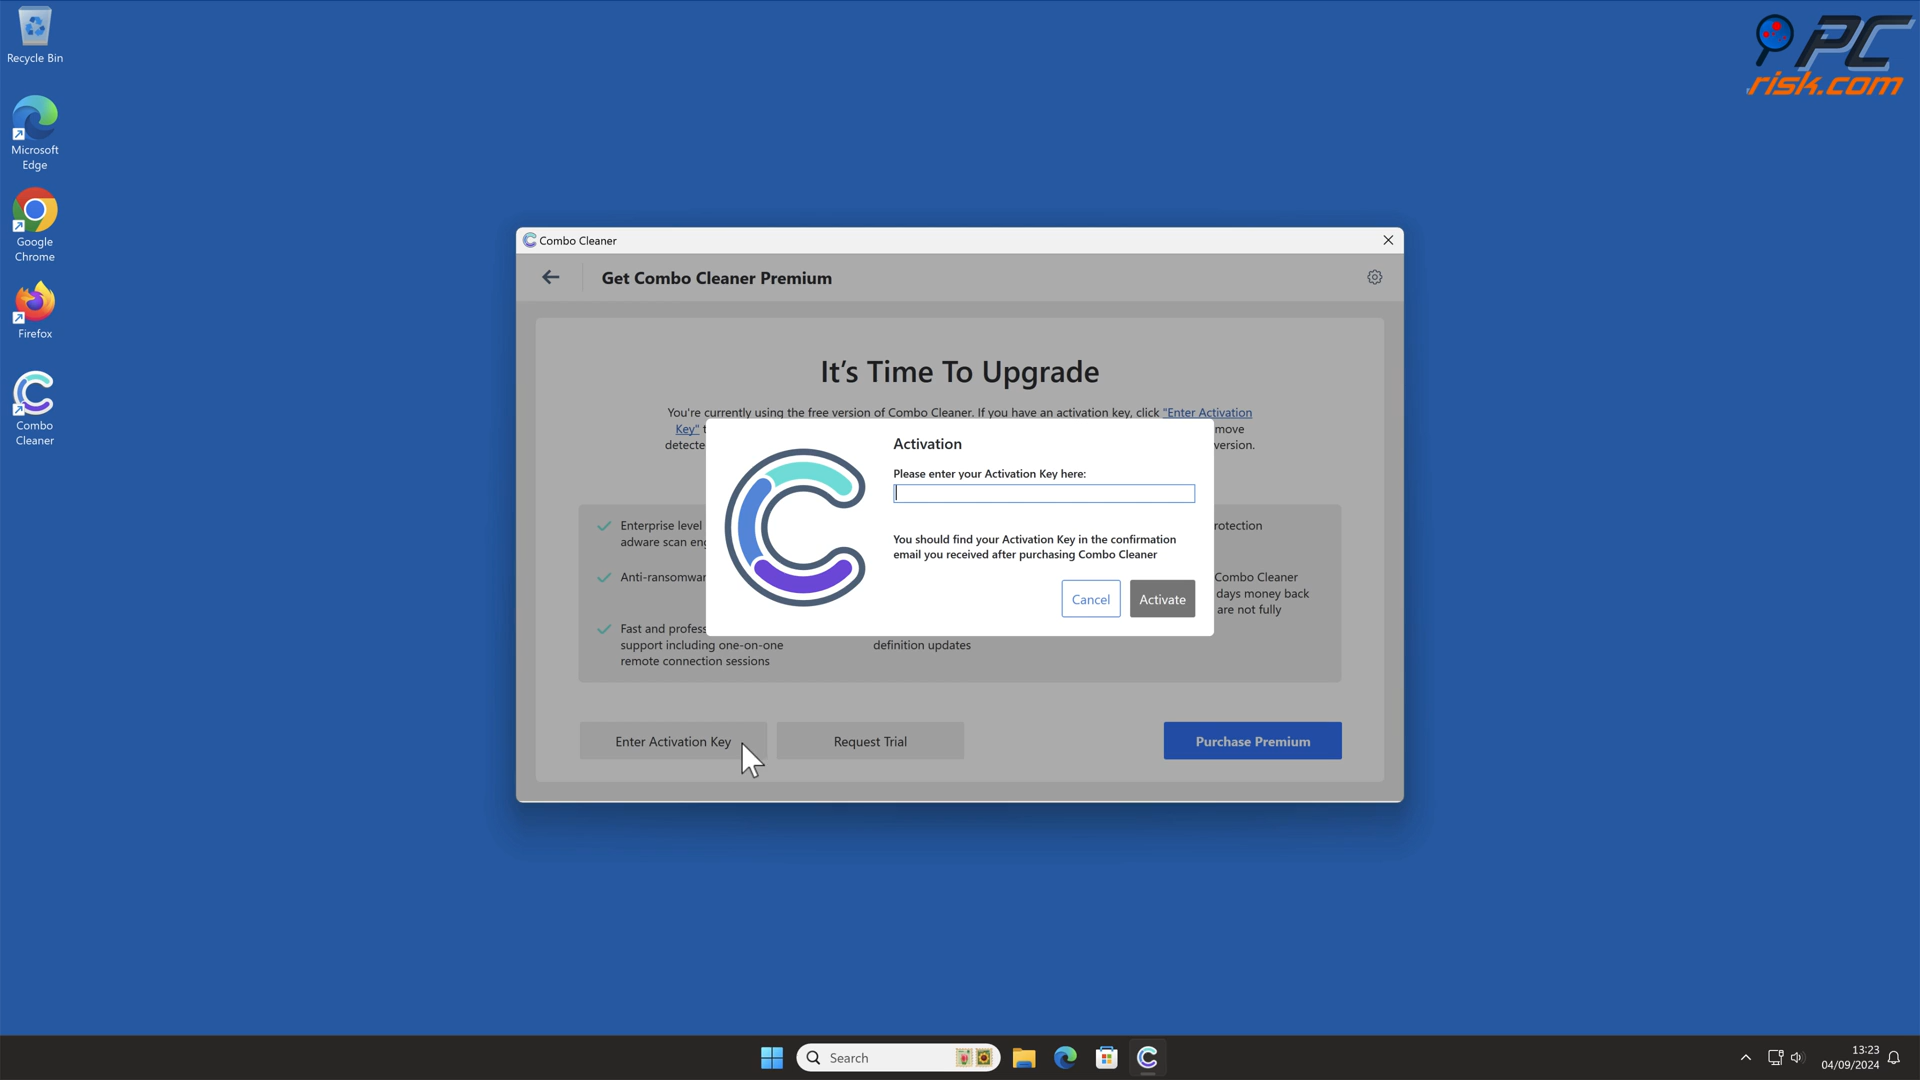 Recycle Bin
Microsoft
Edge
Google
Chrome
Firefox
Combo
Cleaner
PC
risk.com
Combo Cleaner
Get Combo Cleaner Premium
It's Time To Upgrade
You're currently using the free version of Combo Cleaner. If you have an activation key, click "Enter Activation
Key" move
detecte version.
Activation
Please enter your Activation Key here:
You should find your Activation Key in the confirmation
email you received after purchasing Combo Cleaner
Cancel
Activate
Enterprise level
adware scan
Anti-ransomwar
Fast and profess
support including one-on-one
remote connection sessions
definition updates
rotection
Combo Cleaner
days money back
are not fully
Enter Activation Key
Request Trial
Purchase Premium
Search
13:23
04/09/2024